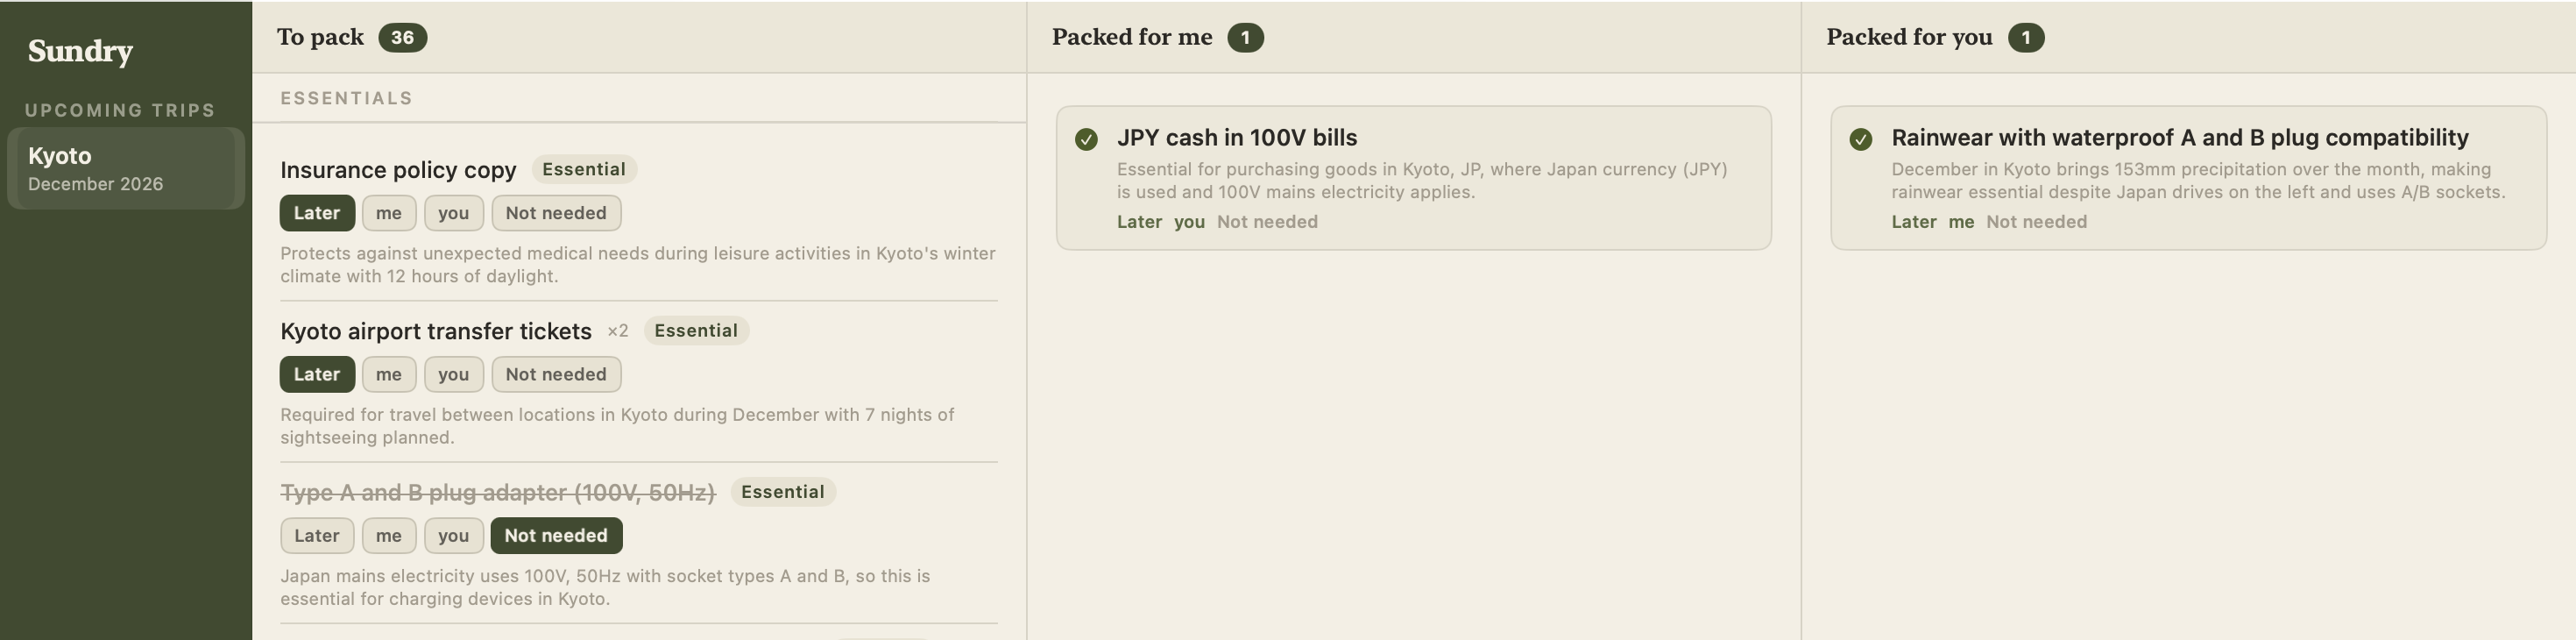 Sundry
UPCOMING TRIPS
Kyoto
December 2026
To pack 36
ESSENTIALS
Insurance policy copy Essential
Later me you Not needed
Protects against unexpected medical needs during leisure activities in Kyoto's winter
climate with 12 hours of daylight.
Kyoto airport transfer tickets ×2 Essential
Later me you Not needed
Required for travel between locations in Kyoto during December with 7 nights of
sightseeing planned.
Type A and B plug adapter (100V, 50Hz) Essential
Later me you Not needed
Japan mains electricity uses 100V, 50Hz with socket types A and B, so this is
essential for charging devices in Kyoto.
Packed for me 1
JPY cash in 100V bills
Essential for purchasing goods in Kyoto, JP, where Japan currency (JPY)
is used and 100V mains electricity applies.
Later you Not needed
Packed for you 1
Rainwear with waterproof A and B plug compatibility
December in Kyoto brings 153mm precipitation over the month, making
rainwear essential despite Japan drives on the left and uses A/B sockets.
Later me Not needed